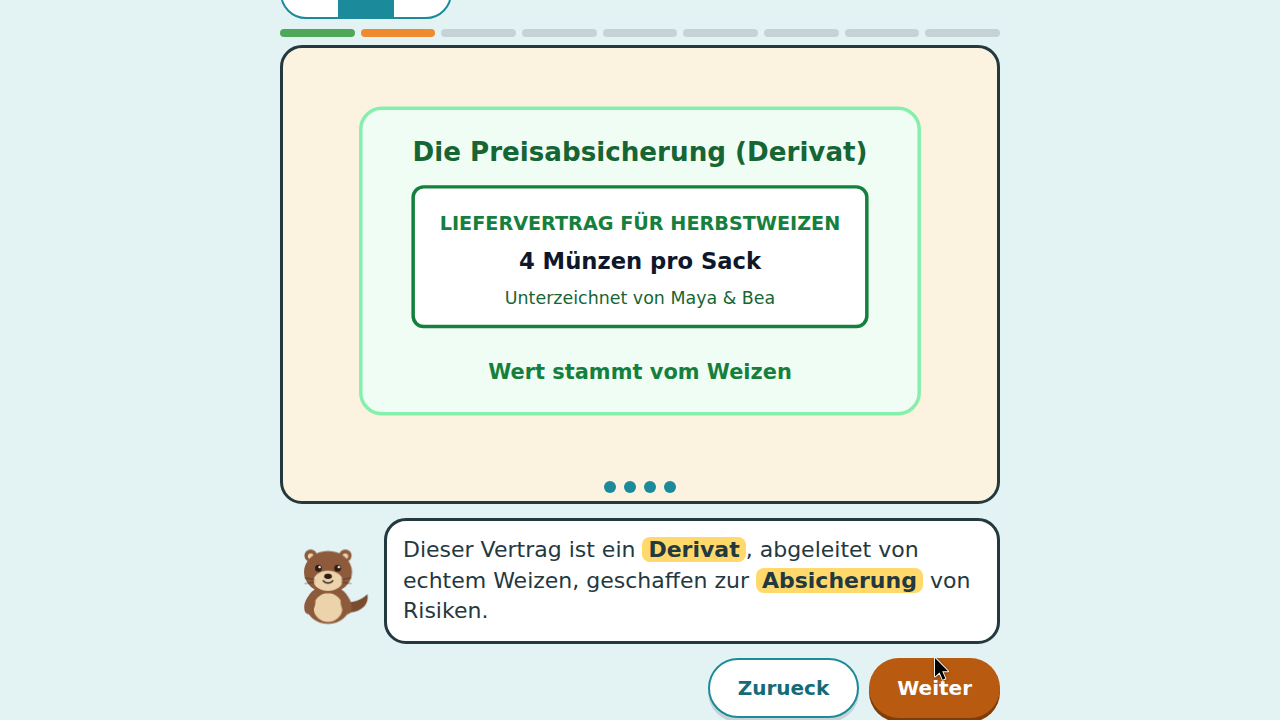 Die Preisabsicherung (Derivat)
LIEFERVERTRAG FÜR HERBSTWEIZEN
4 Münzen pro Sack
Unterzeichnet von Maya & Bea
Wert stammt vom Weizen
Dieser Vertrag ist ein Derivat, abgeleitet von
echtem Weizen, geschaffen zur Absicherung von
Risiken.
Zurueck
Weiter